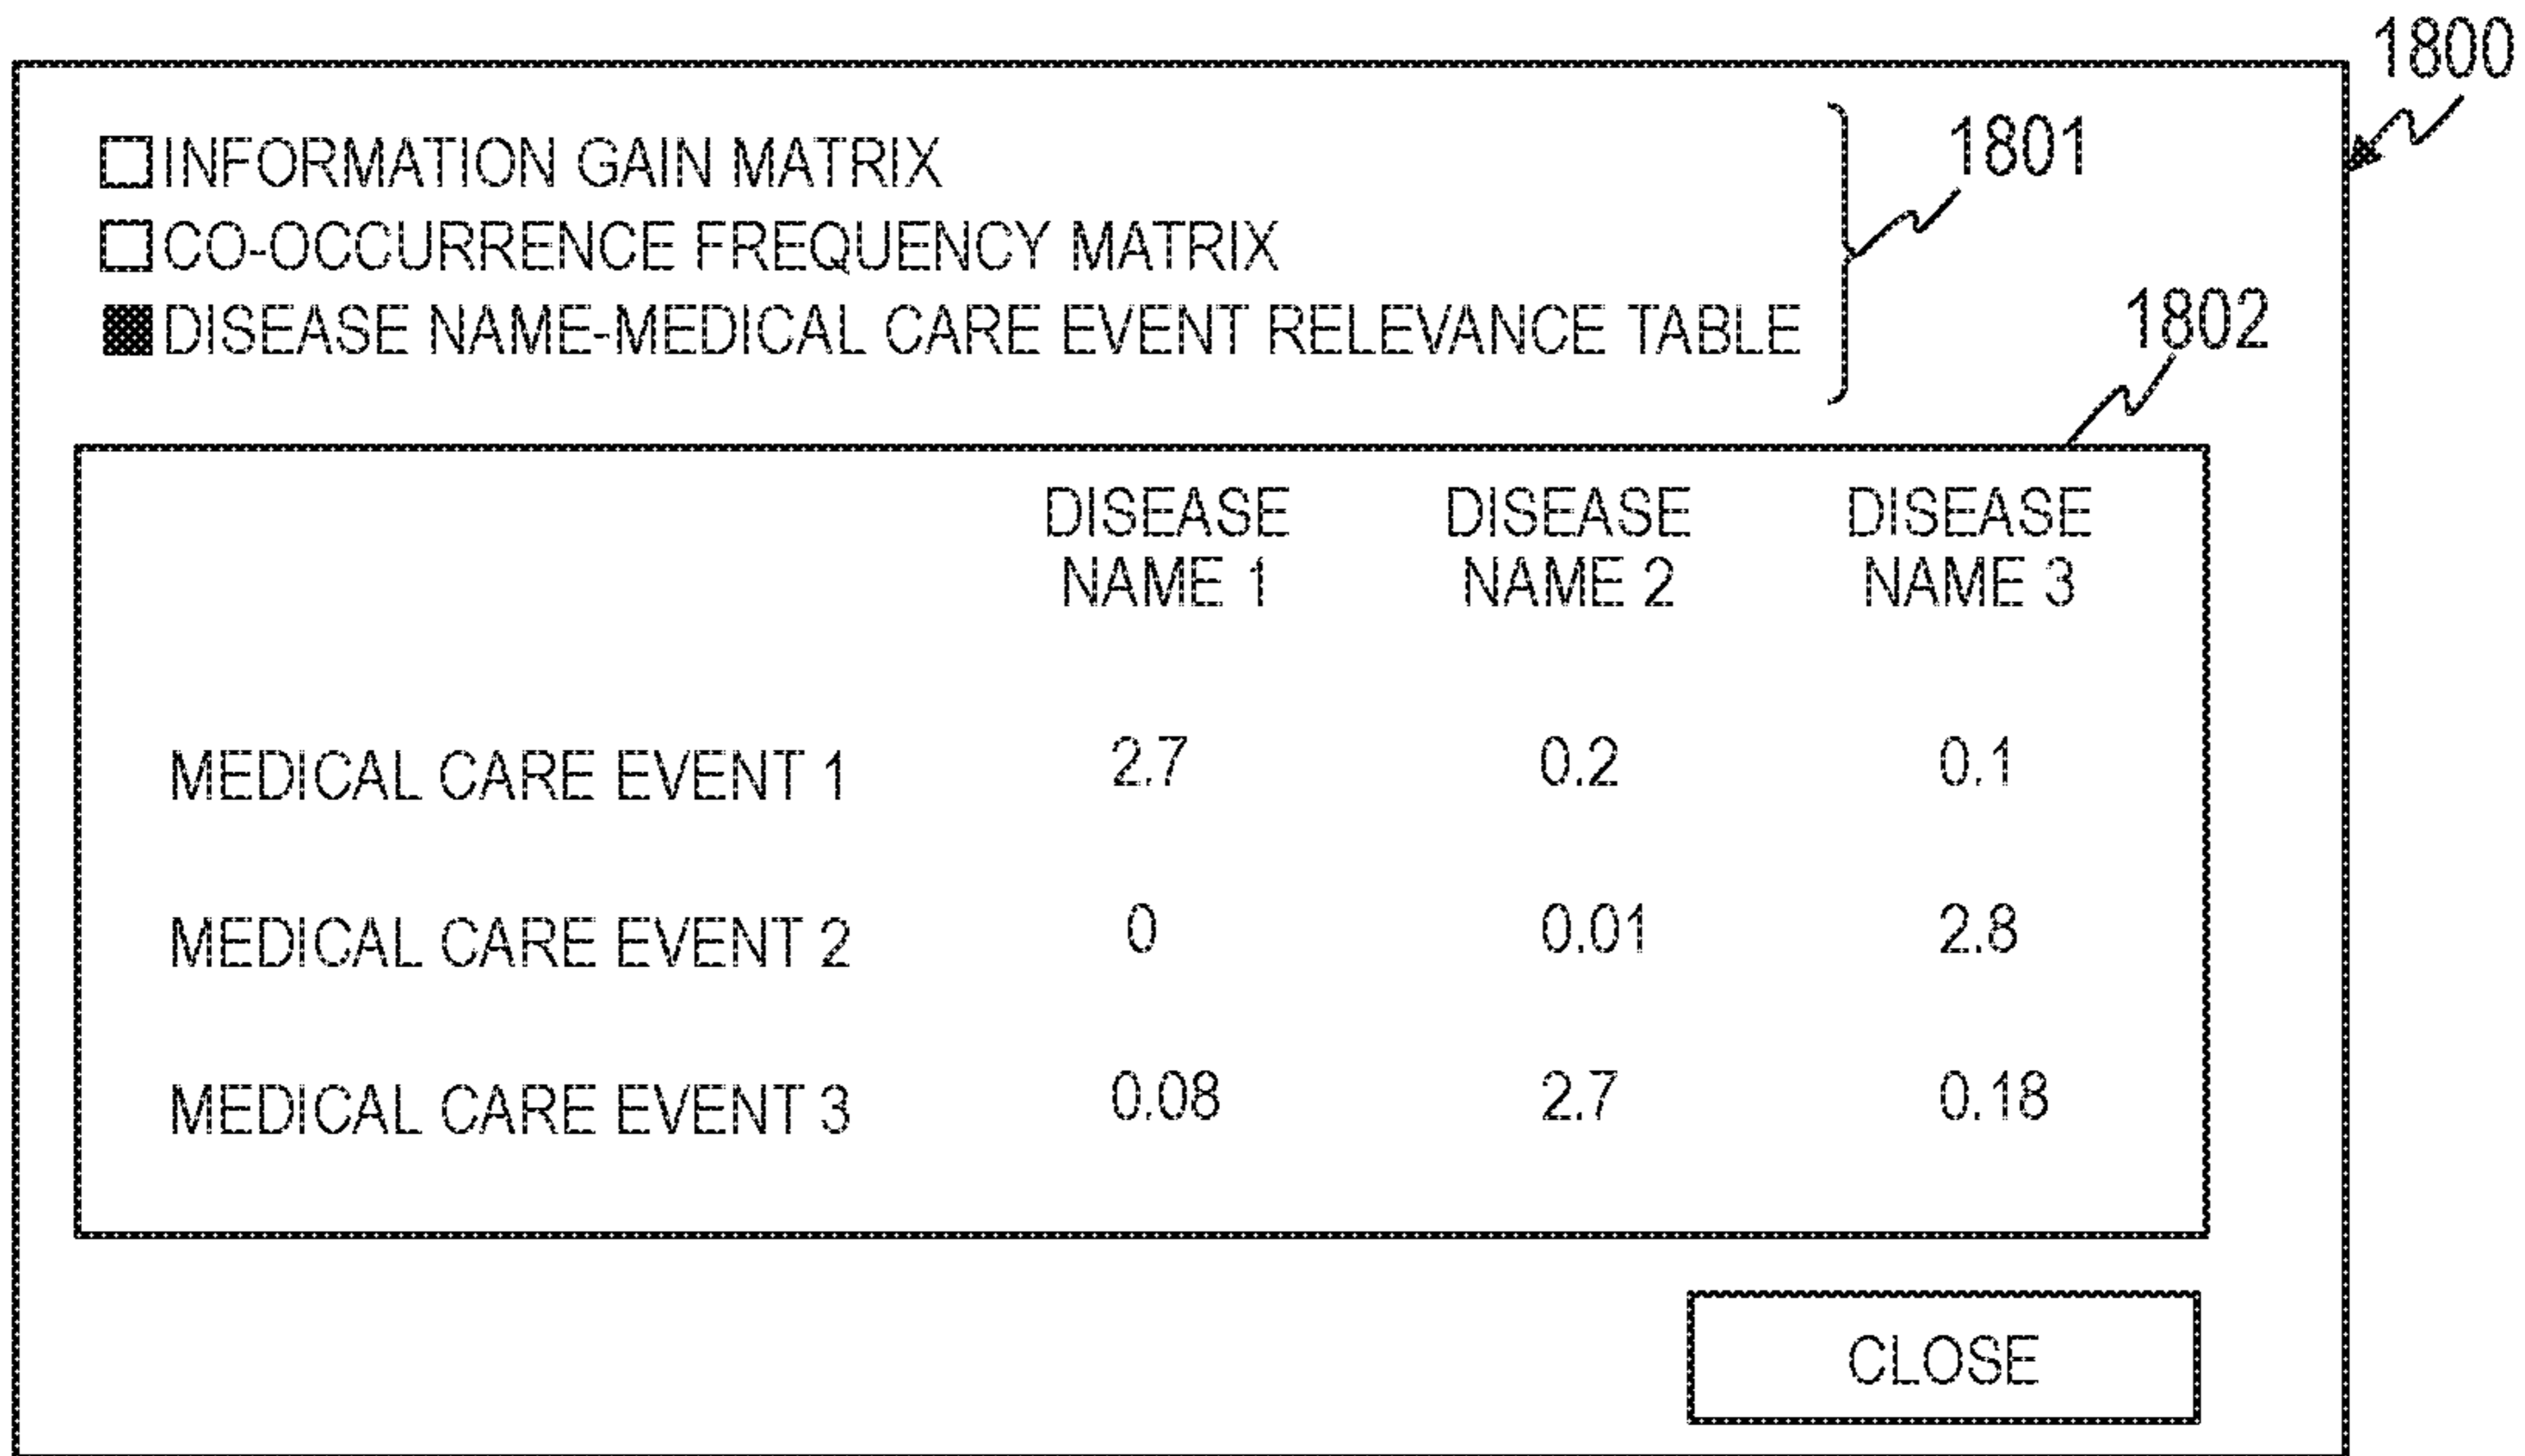 1800
□INFORMATION GAIN MATRIX
1801
□CO-OCCURRENCE FREQUENCY MATRIX
■DISEASE NAME-MEDICAL CARE EVENT RELEVANCE TABLE
1802
DISEASE NAME 1 DISEASE NAME 2 DISEASE NAME 3
MEDICAL CARE EVENT 1 2.7 0.2 0.1
MEDICAL CARE EVENT 2 0 0.01 2.8
MEDICAL CARE EVENT 3 0.08 2.7 0.18
CLOSE